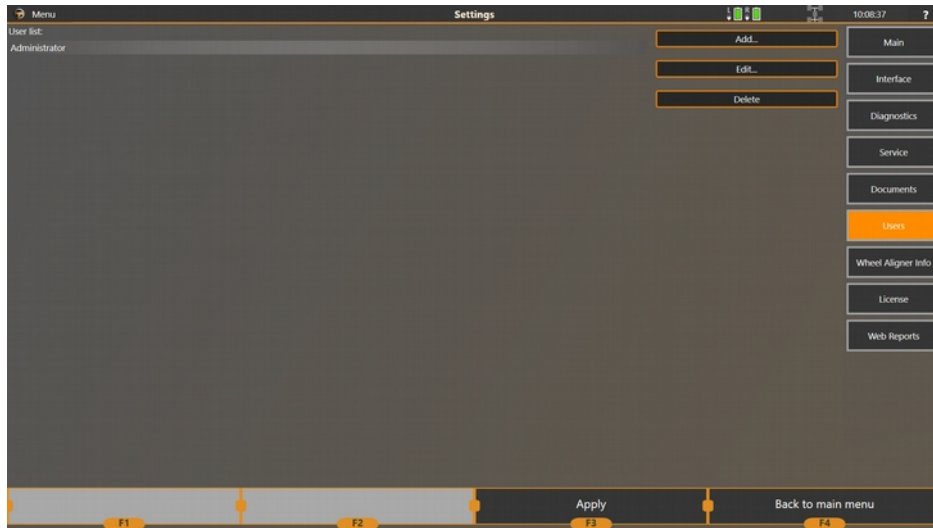 Menu
Settings
L
R
10:08:37
?
User list:
Administrator
Add...
Edit...
Delete
Main
Interface
Diagnostics
Service
Documents
Users
Wheel Aligner Info
License
Web Reports
Apply
Back to main menu
F1
F2
F3
F4